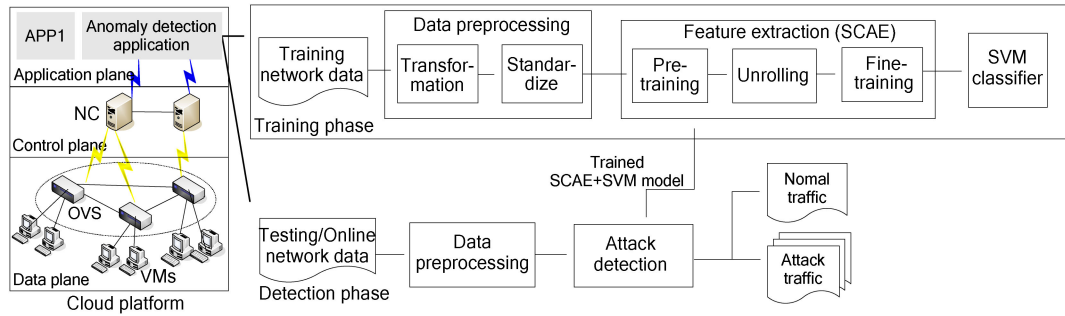 APP1
Anomaly detection
application
Application plane
NC
Control plane
OVS
VMs
Data plane
Cloud platform
Training
network data
Data preprocessing
Transfor-
mation
Standar-
dize
Feature extraction (SCAE)
Pre-
training
Unrolling
Fine-
training
SVM
classifier
Training phase
Trained
SCAE+SVM model
Testing/Online
network data
Data
preprocessing
Attack
detection
Nomal
traffic
Attack
traffic
Detection phase